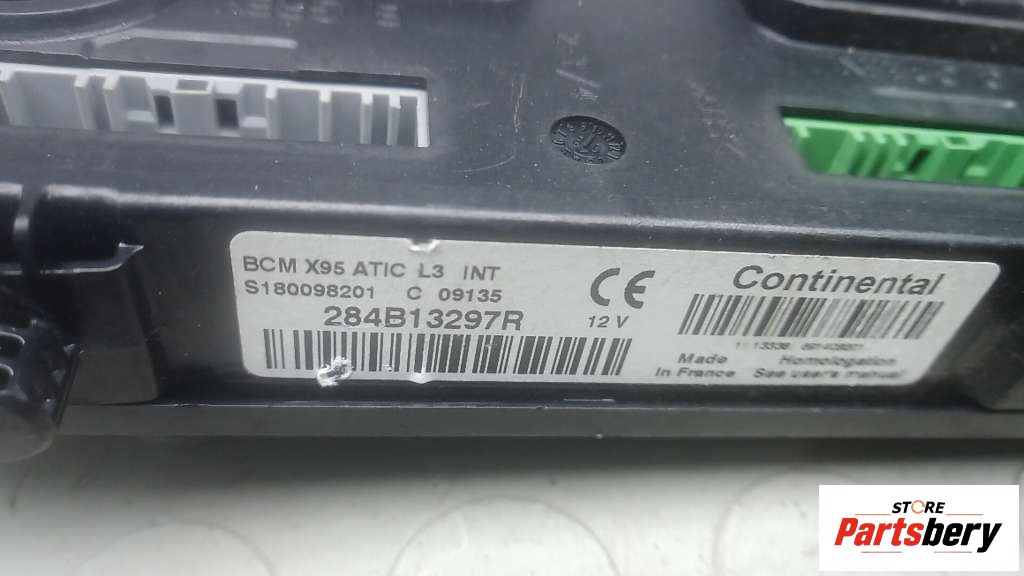 BCM X95 ATIC L3 INT
S180098201 C 09135
284B13297R
12 V
CE
Continental
Made
In France
Homologation
See users manual
STORE
Partsbery